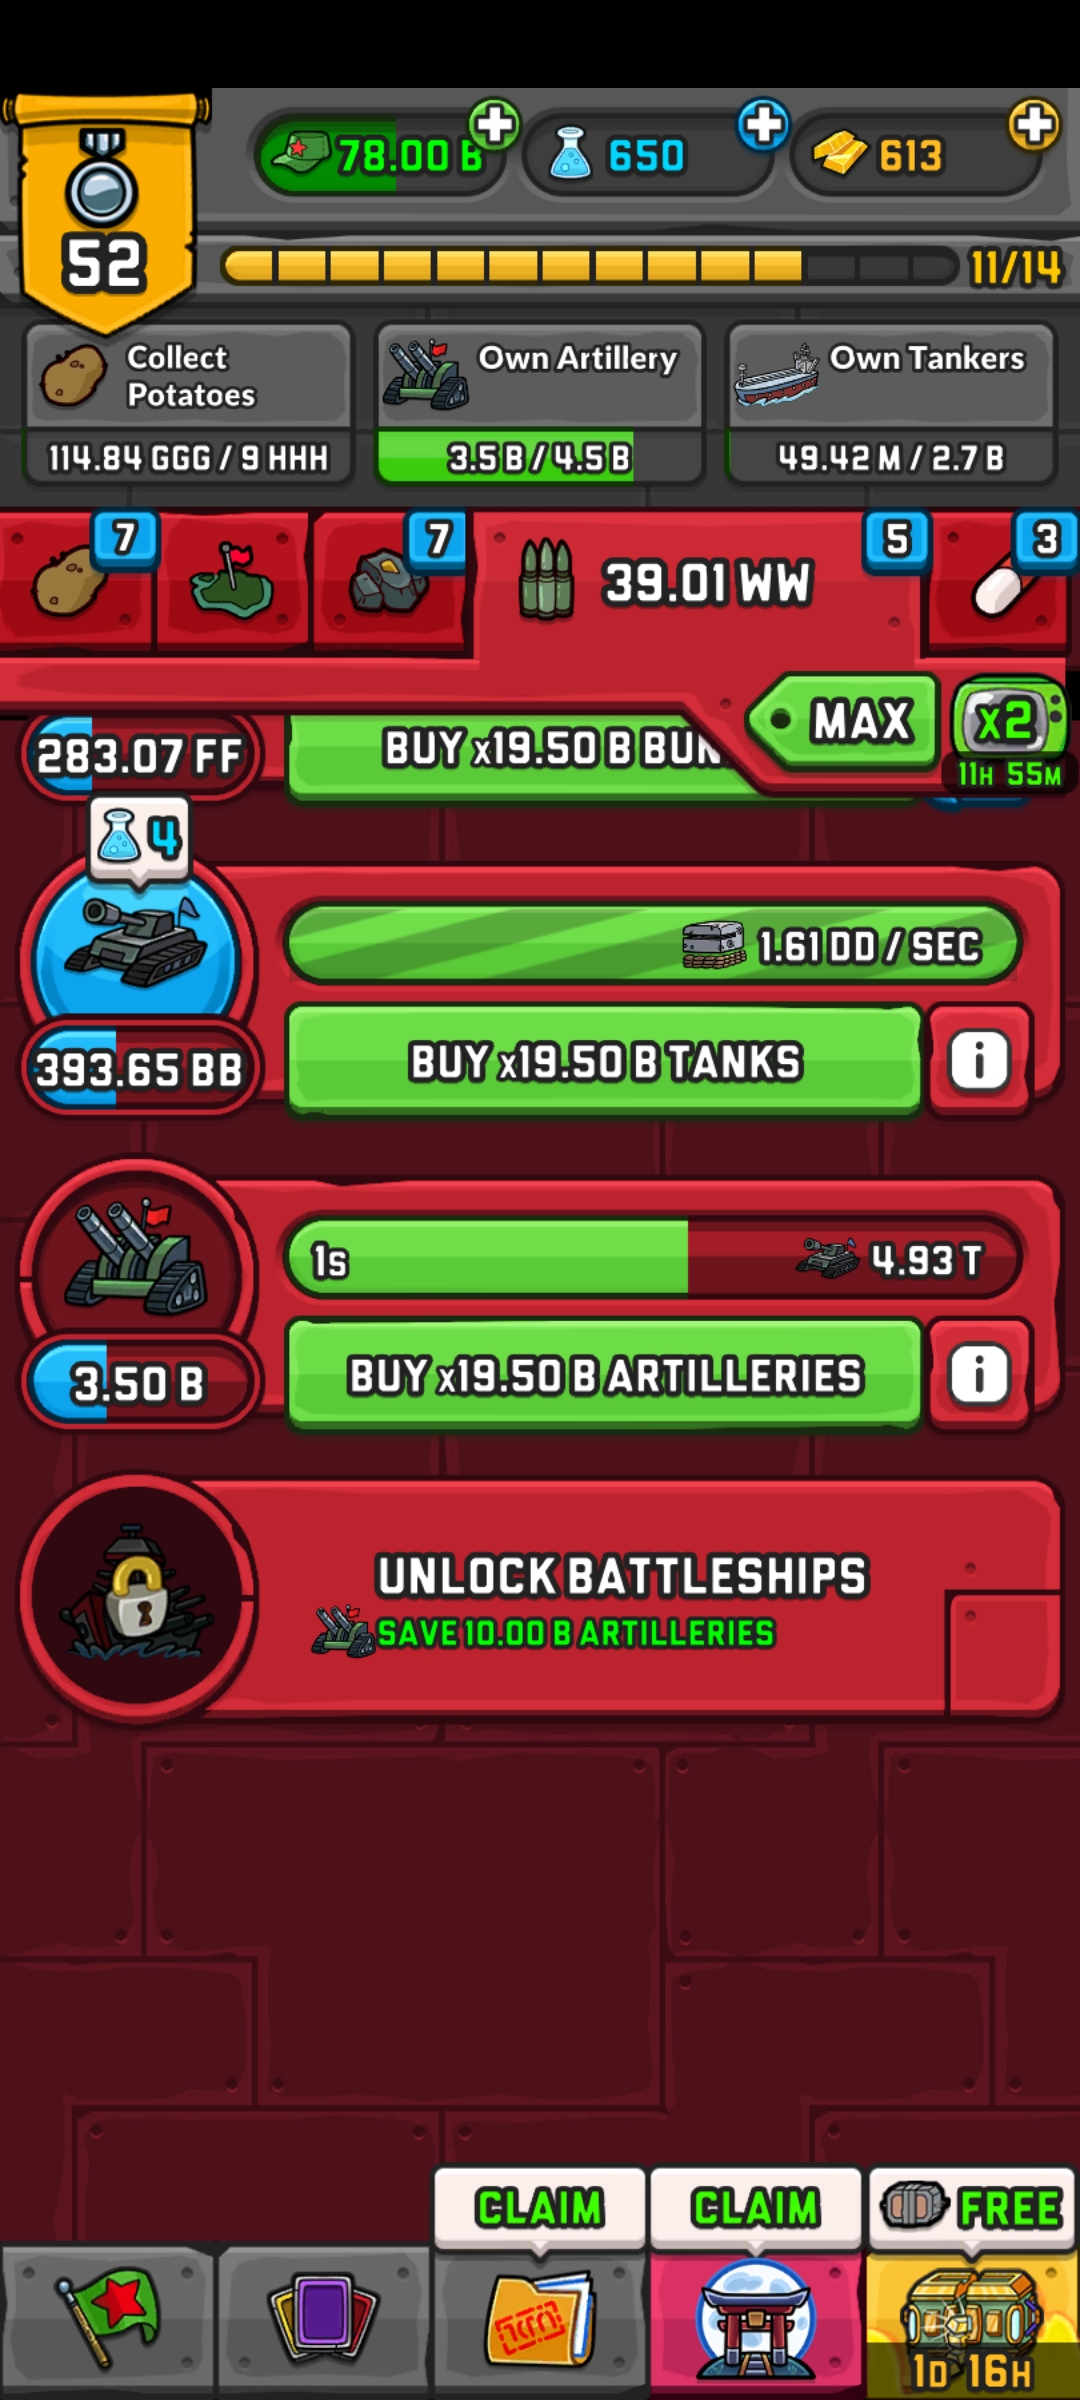 78.00 B
650
613
52
11/14
Collect
Potatoes
Own Artillery
Own Tankers
114.84 GGG / 9 HHH
3.5 B / 4.5 B
49.42 M / 2.7 B
7
7
39.01 WW
5
3
MAX
x2
11H 55M
283.07 FF
BUY x19.50 B BUN
4
1.61 DD / SEC
393.65 BB
BUY x19.50 B TANKS
i
1s
4.93 T
3.50 B
BUY x19.50 B ARTILLERIES
i
UNLOCK BATTLESHIPS
SAVE 10.00 B ARTILLERIES
CLAIM
CLAIM
FREE
1D 16H